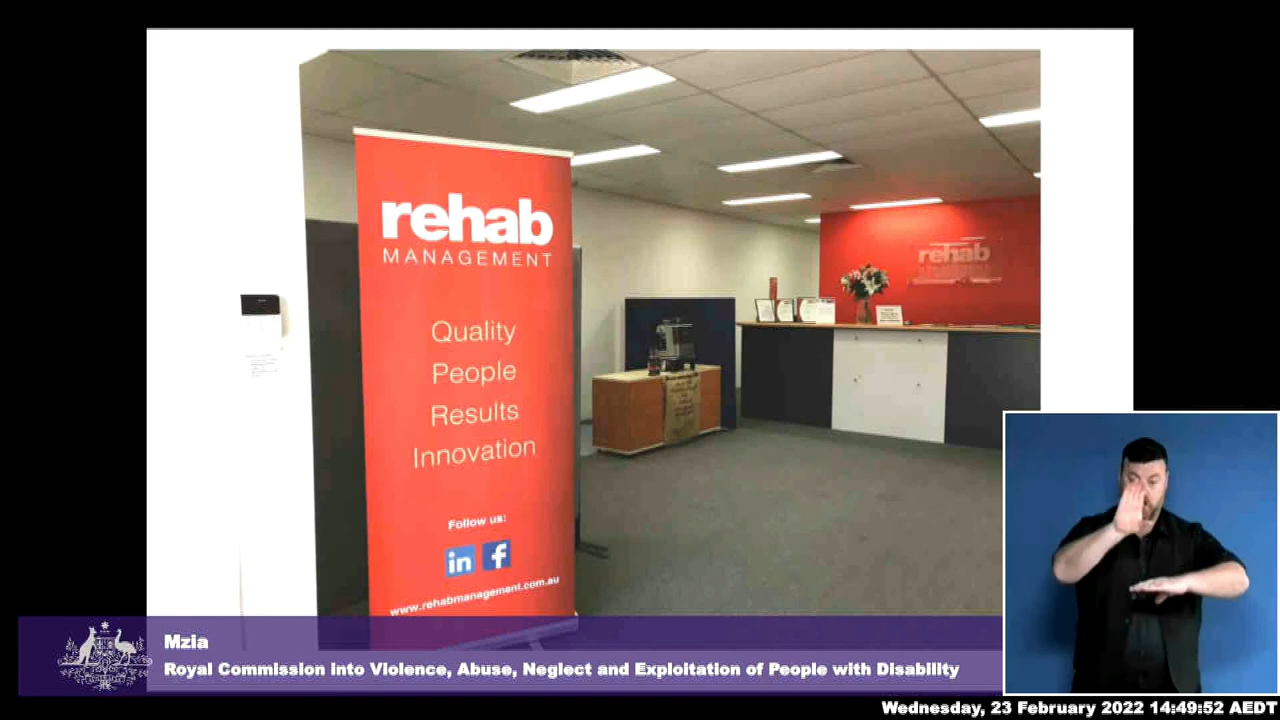 rehab
MANAGEMENT
Quality
People
Results
Innovation
Follow us:
in f
www.rehabmanagement.com.au
rehab
Mzia
Royal Commission into Violence, Abuse, Neglect and Exploitation of People with Disability
Wednesday, 23 February 2022 14:49:52 AEDT